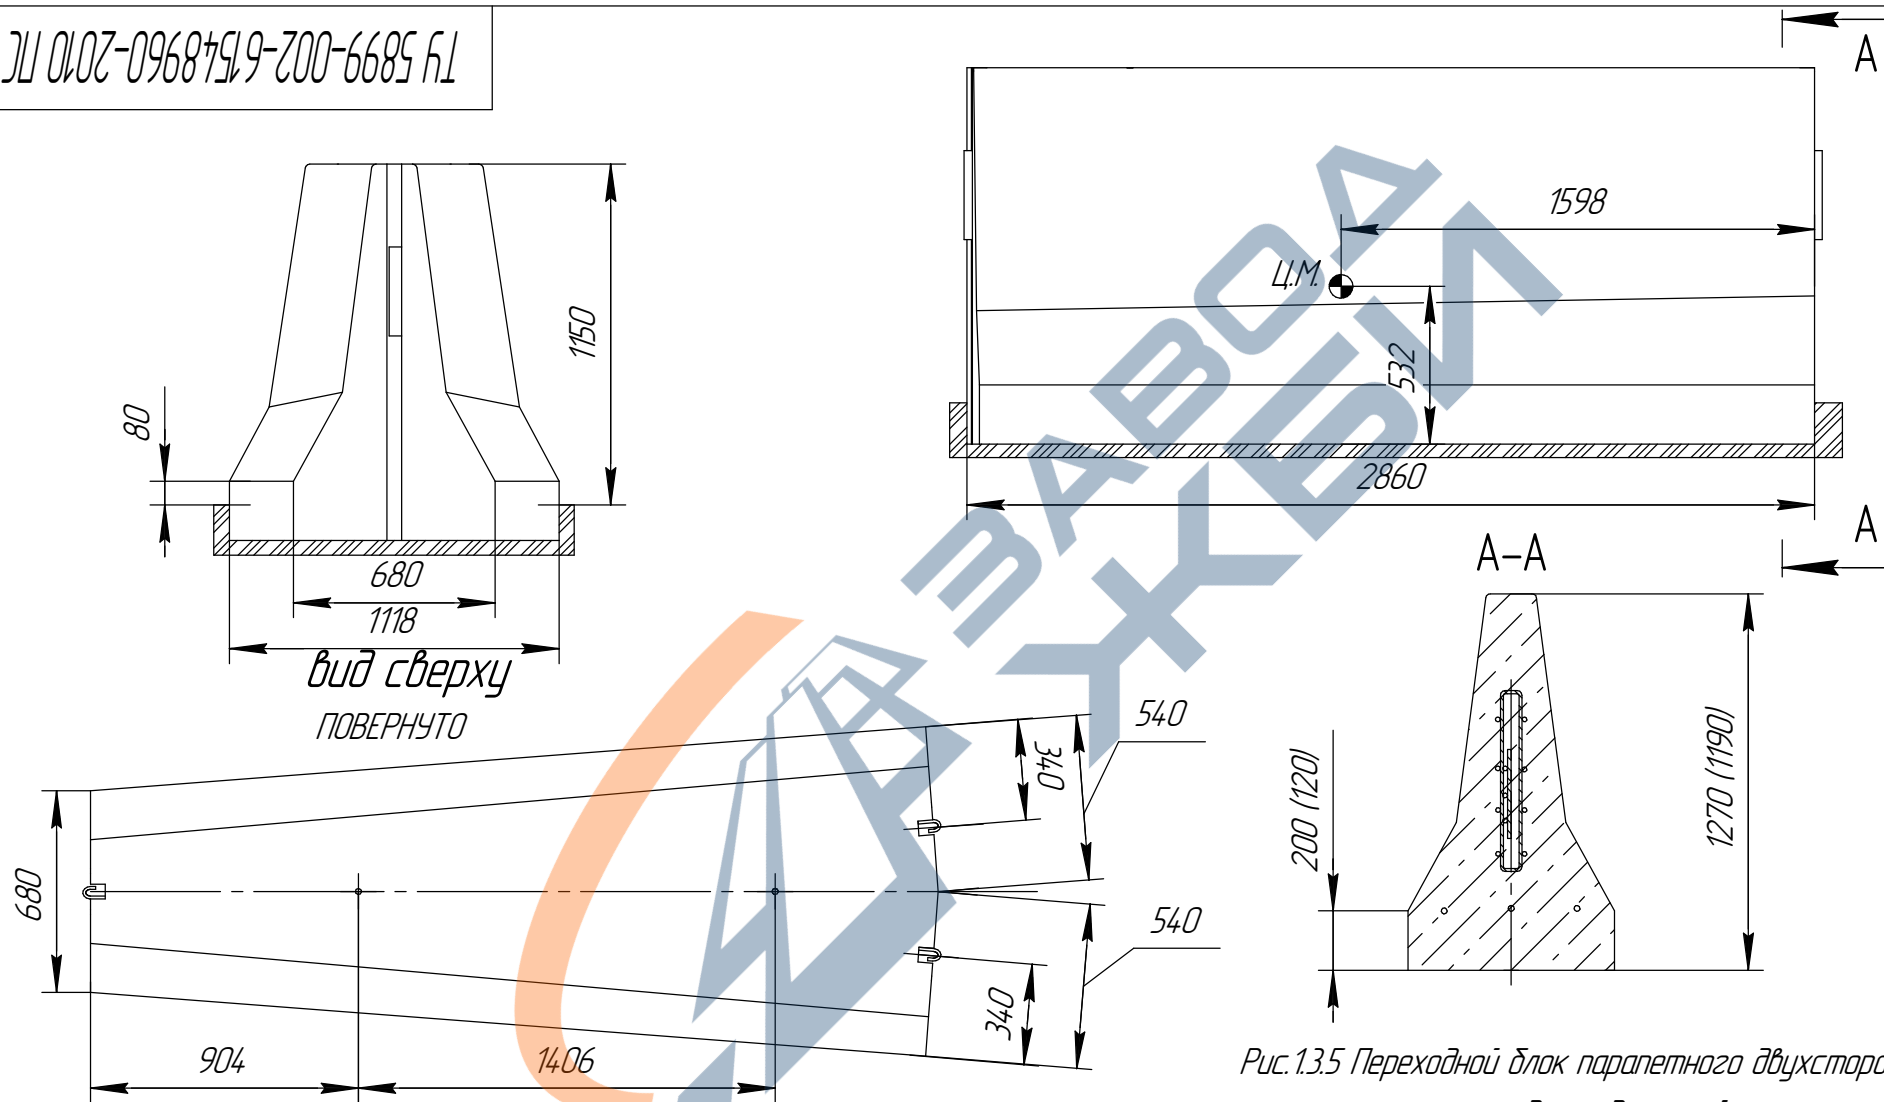 ТУ 5899-002-61548960-2010 ПС
А
1598
Ц.М.
532
1150
80
2860
А
680
1118
вид сверху
ПОВЕРНУТО
А-А
ЗАВОД
ЖБИ
540
340
680
540
340
904
1406
200 (120)
1270 (1190)
Рис.1.3.5 Переходной блок парапетного двухсторо